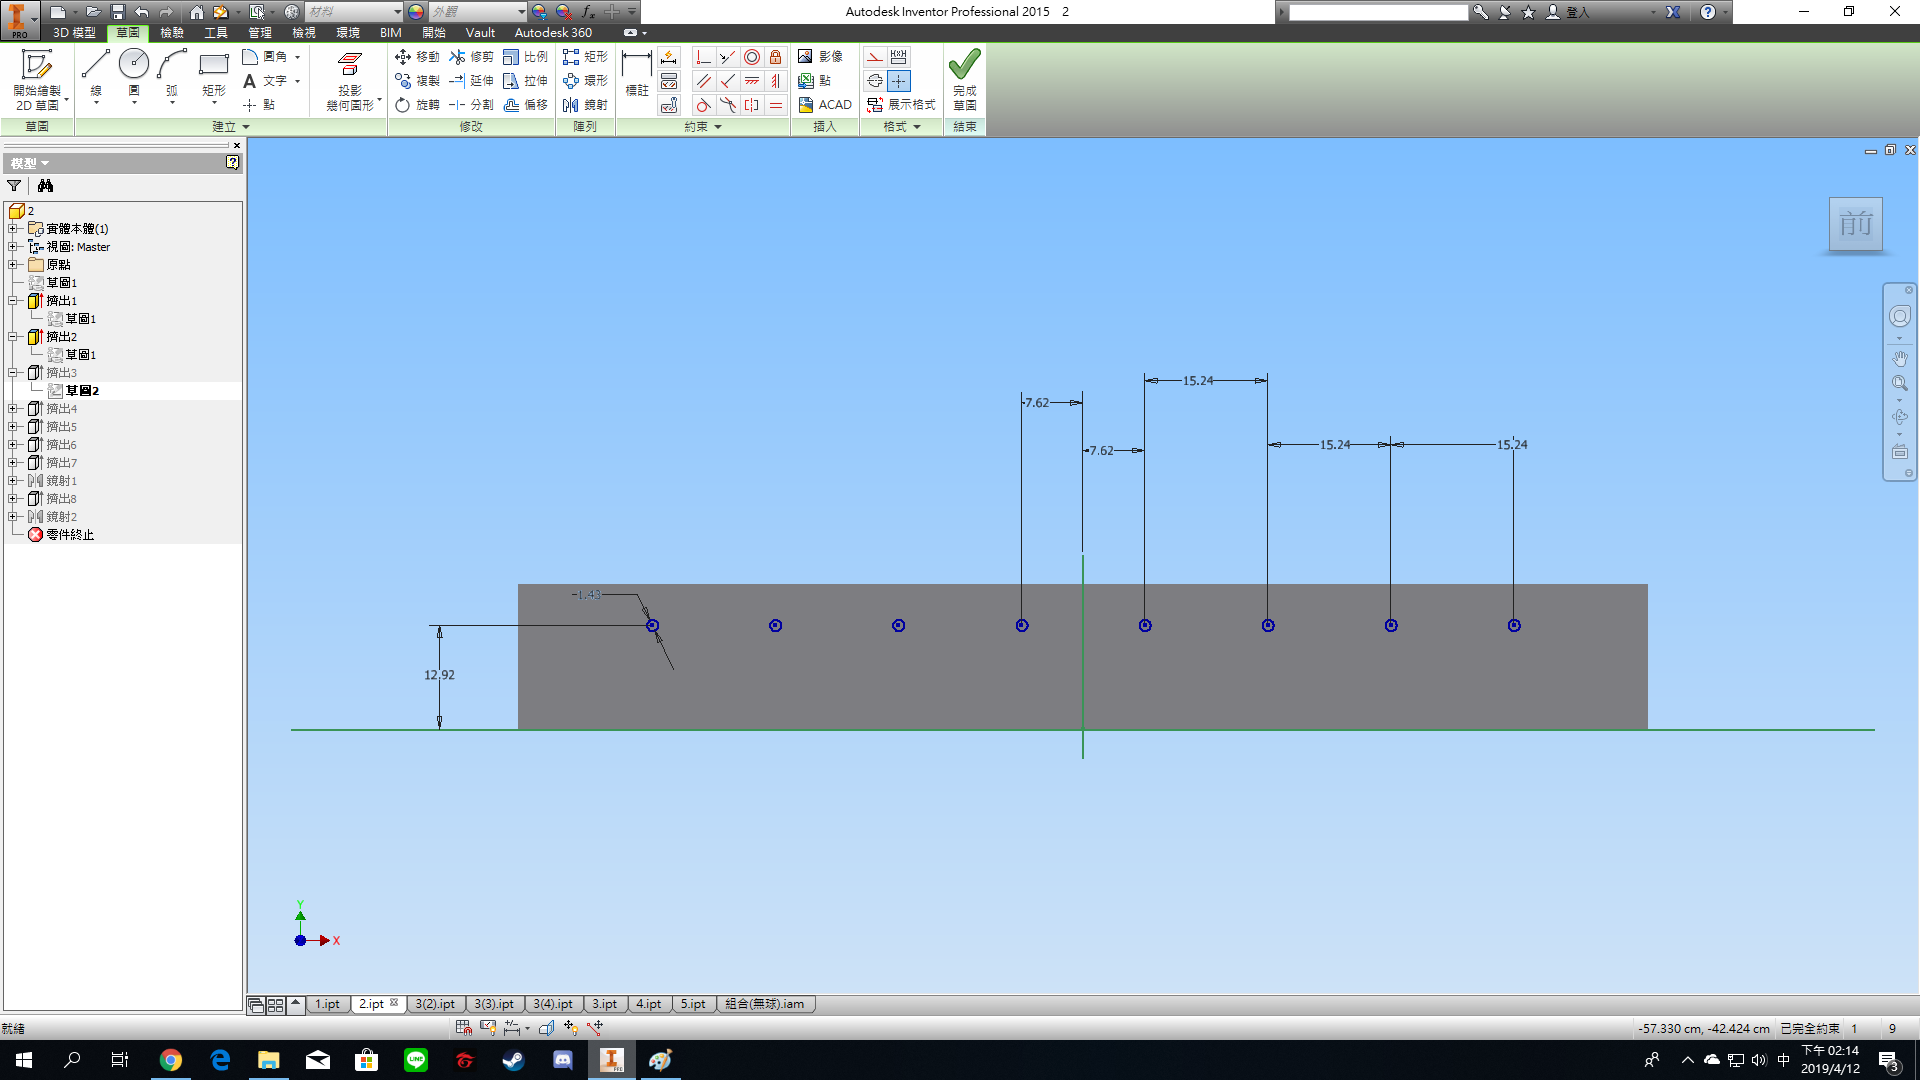 材料 外觀 fx Autodesk Inventor Professional 2015 2 登入
PRO 3D 模型 草圖 檢驗 工具 管理 檢視 環境 BIM 開始 Vault Autodesk 360
開始繪製 2D 草圖 線 圓 弧 矩形 圓角 文字 點 投影 幾何圖形
移動 修剪 比例 複製 延伸 拉伸 旋轉 分割 偏移
矩形 環形 鏡射 標註 影像 點 ACAD 展示格式 完成 草圖
草圖 建立 修改 陣列 約束 插入 格式 結束
模型
2
實體本體(1)
視圖: Master
原點
草圖1
擠出1
草圖1
擠出2
草圖1
擠出3
草圖2
擠出4
擠出5
擠出6
擠出7
鏡射1
擠出8
鏡射2
零件終止
前
15.24
7.62
15.24
15.24
7.62
1.43
12.92
Y
X
1.ipt 2.ipt 3(2).ipt 3(3).ipt 3(4).ipt 3.ipt 4.ipt 5.ipt 組合(無球).iam
就緒 -57.330 cm, -42.424 cm 已完全約束 1 9
LINE PRO 中 下午 02:14
2019/4/12 3